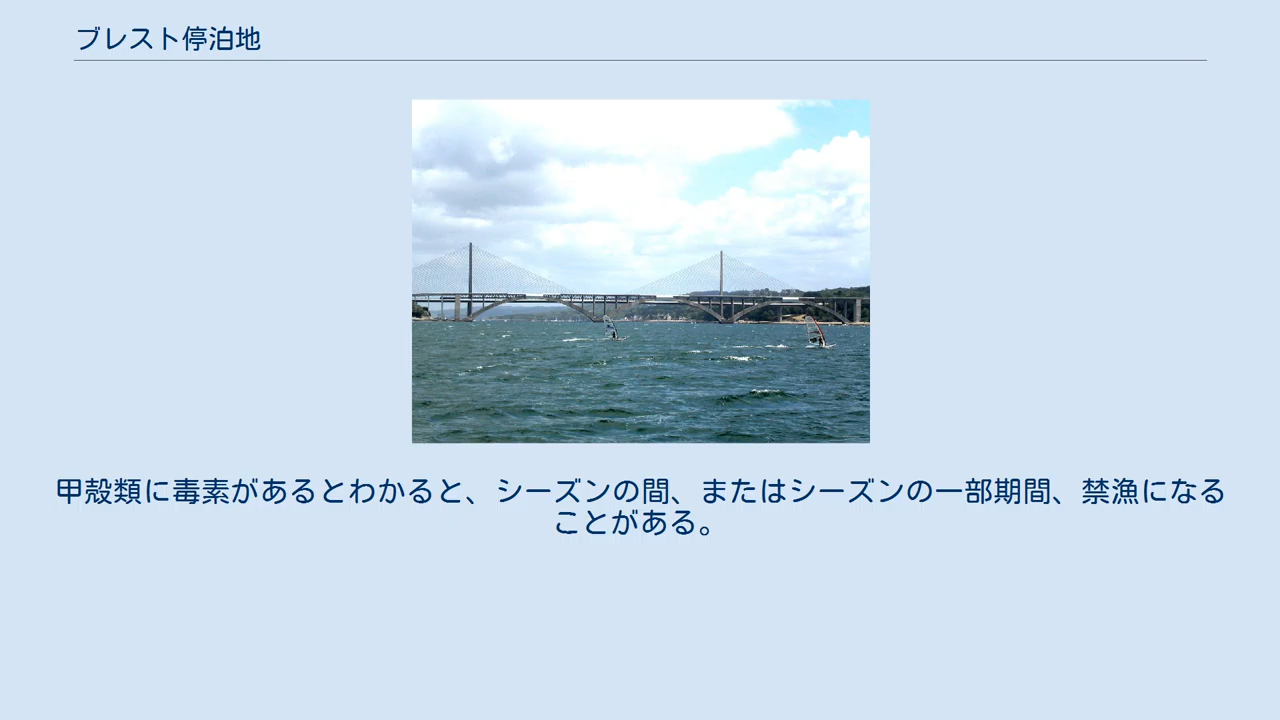 ブレスト停泊地
甲殻類に毒素があるとわかると、シーズンの間、またはシーズンの一部期間、禁漁になる
ことがある。